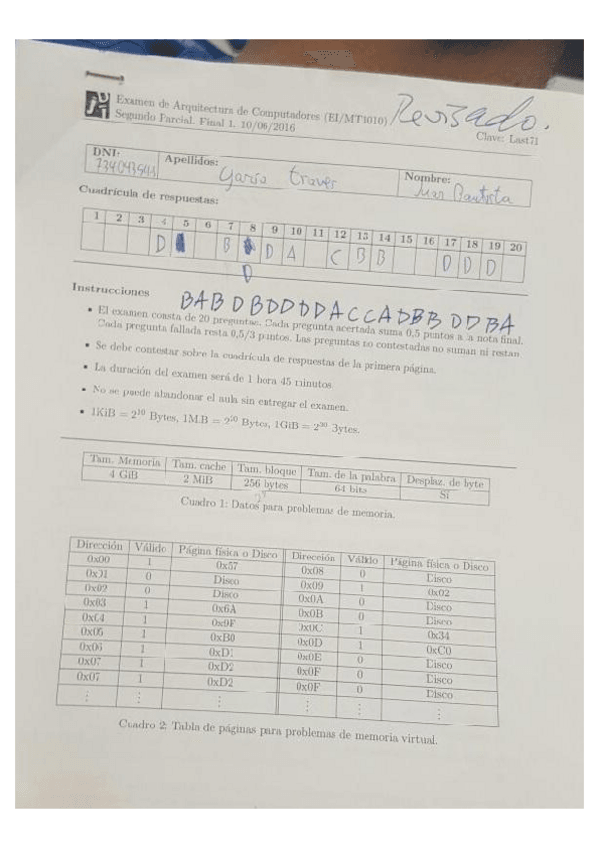 Examen de Arquitectura de Computadores (EI/MT1010)
Segundo Parcial. Final 1. 10/06/2016
Revisado.
Clave: Last71
DNI:
Apellidos:
García Traver
Nombre:
Juan Bautista
Cuadrícula de respuestas:
1 2 3 4 5 6 7 8 9 10 11 12 13 14 15 16 17 18 19 20
D B D A C B B D D D
D
BABDBDDDDACCADBBDDBA
Instrucciones
• El examen consta de 20 preguntas. Cada pregunta acertada suma 0,5 puntos a la nota final.
Cada pregunta fallada resta 0,5/3 puntos. Las preguntas no contestadas no suman ni restan.
• Se debe contestar sobre la cuadrícula de respuestas de la primera página.
• La duración del examen será de 1 hora 45 minutos.
• No se puede abandonar el aula sin entregar el examen.
• 1KiB = 2^10 Bytes, 1MiB = 2^20 Bytes, 1GiB = 2^30 Bytes.
Tam. Memoria Tam. cache Tam. bloque Tam. de la palabra Desplaz. de byte
4 GiB 2 MiB 256 bytes 64 bits Sí
Cuadro 1: Datos para problemas de memoria.
Dirección Válido Página física o Disco Dirección Válido Página física o Disco
0x00 1 0x57 0x08 0 Disco
0x01 0 Disco 0x09 1 0x02
0x02 0 Disco 0x0A 0 Disco
0x03 1 0x6A 0x0B 0 Disco
0x04 1 0x9F 0x0C 1 0x34
0x05 1 0xB0 0x0D 1 0xC0
0x06 1 0xD1 0x0E 0 Disco
0x07 1 0xD2 0x0F 0 Disco
0x07 1 0xD2 0x0F 0 Disco
⋮ ⋮ ⋮ ⋮ ⋮ ⋮
Cuadro 2: Tabla de páginas para problemas de memoria virtual.